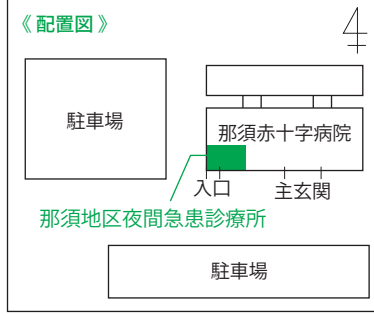 《配置図》
駐車場
那須赤十字病院
入口
主玄関
那須地区夜間急患診療所
駐車場